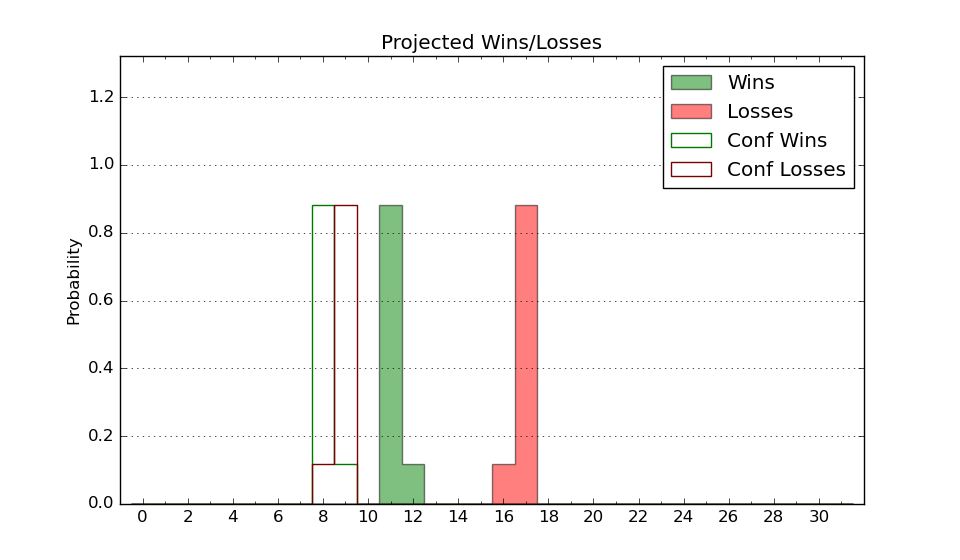 Projected Wins/Losses
Wins
Losses
Conf Wins
Conf Losses
Probability
1.2
1.0
0.8
0.6
0.4
0.2
0.0
0 2 4 6 8 10 12 14 16 18 20 22 24 26 28 30